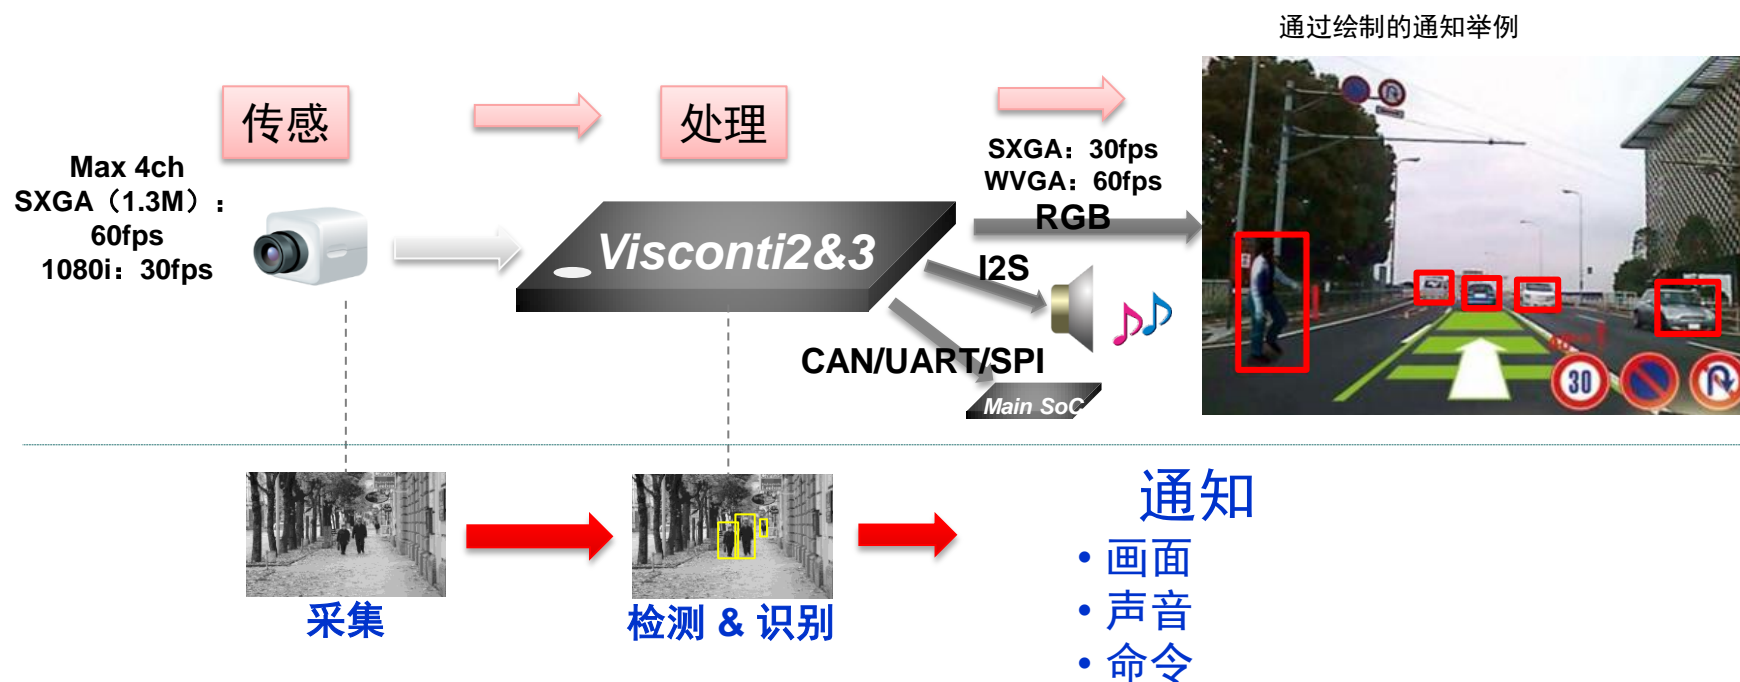 通过绘制的通知举例
传感
处理
Max 4ch
SXGA（1.3M）：
60fps
1080i：30fps
Visconti2&3
SXGA：30fps
WVGA：60fps
RGB
I2S
CAN/UART/SPI
Main SoC
30
采集
检测 & 识别
通知
• 画面
• 声音
• 命令